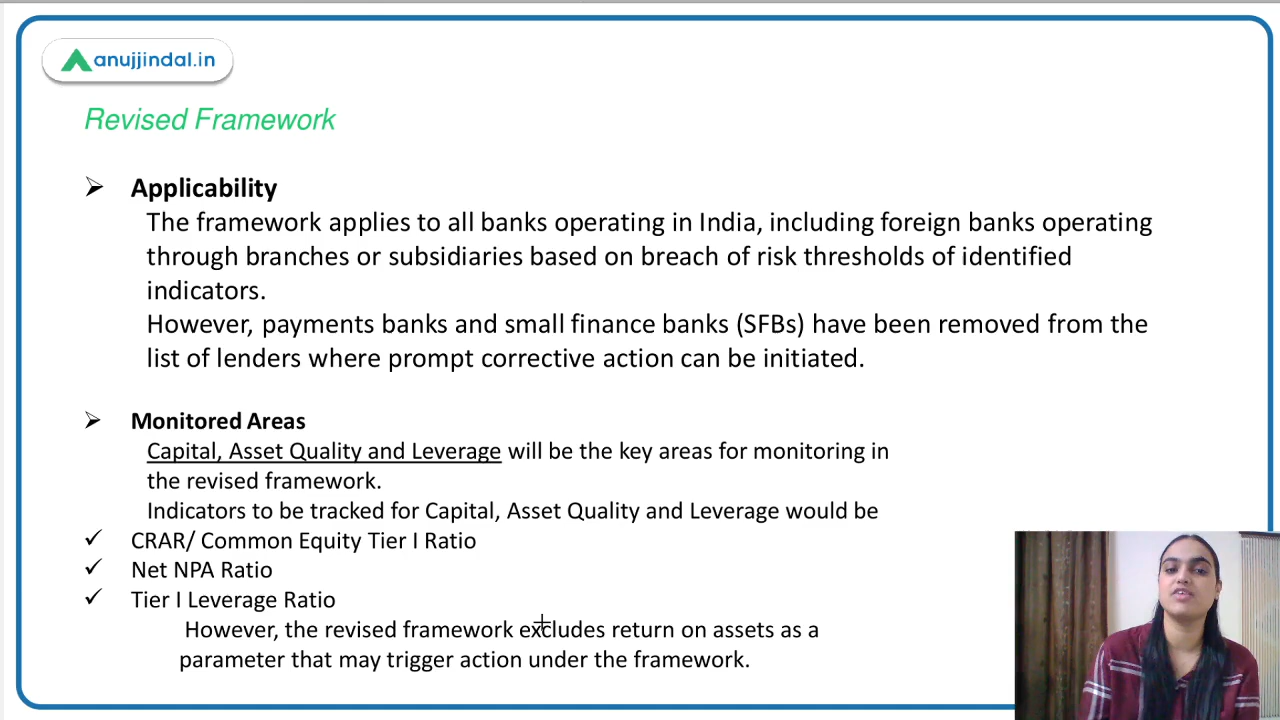 anujjindal.in
Revised Framework
Applicability
The framework applies to all banks operating in India, including foreign banks operating
through branches or subsidiaries based on breach of risk thresholds of identified
indicators.
However, payments banks and small finance banks (SFBs) have been removed from the
list of lenders where prompt corrective action can be initiated.
Monitored Areas
Capital, Asset Quality and Leverage will be the key areas for monitoring in
the revised framework.
Indicators to be tracked for Capital, Asset Quality and Leverage would be
CRAR/ Common Equity Tier I Ratio
Net NPA Ratio
Tier I Leverage Ratio
However, the revised framework excludes return on assets as a
parameter that may trigger action under the framework.